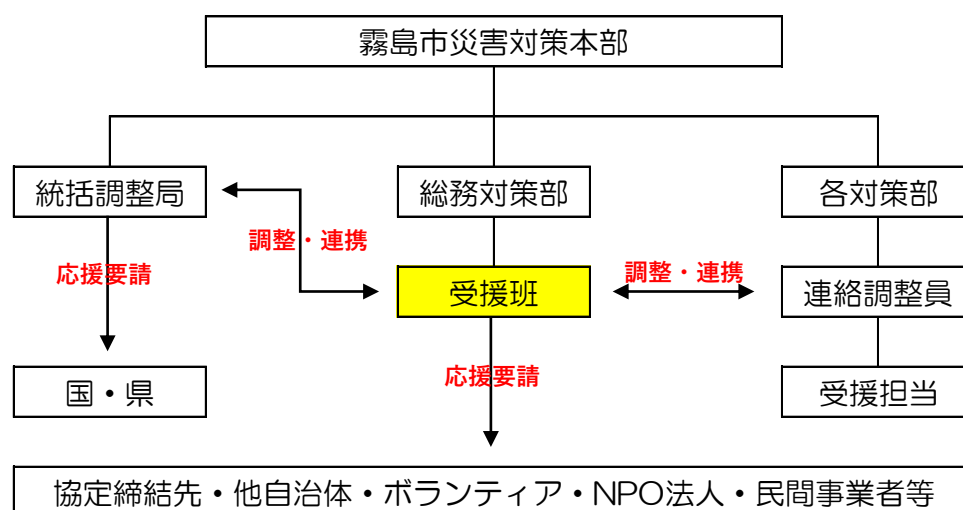 霧島市災害対策本部
統括調整局
総務対策部
各対策部
調整・連携
応援要請
受援班
調整・連携
連絡調整員
国・県
応援要請
受援担当
協定締結先・他自治体・ボランティア・NPO法人・民間事業者等